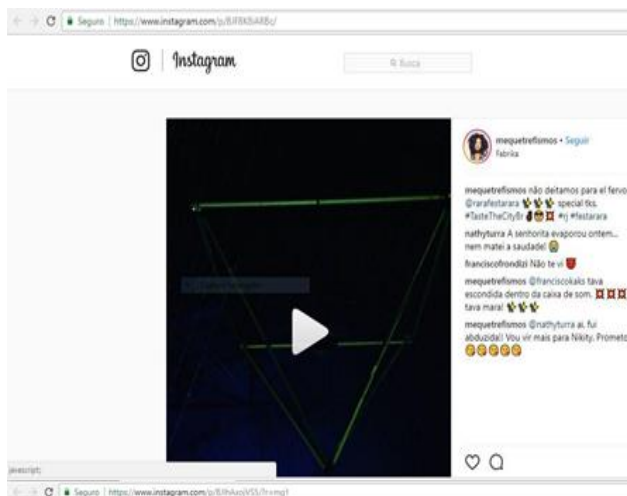 Seguro | https://www.instagram.com/p/
Instagram
Busca
mequetrefismos • Seguir
Fabrika
mequetrefismos não deitamos para el fervo
@rarafestarara special tks.
#TasteTheCityBr #rj #festarara
nathyturra A senhorita evaporou ontem...
nem matei a saudade!
franciscofrondizi Não te vi
mequetrefismos @franciscokaks tava
escondida dentro da caixa de som.
tava mara!
mequetrefismos @nathyturra ai, fui
abduzida!! Vou vir mais para Nikity. Prometo
javascript:
Seguro | https://www.instagram.com/p/